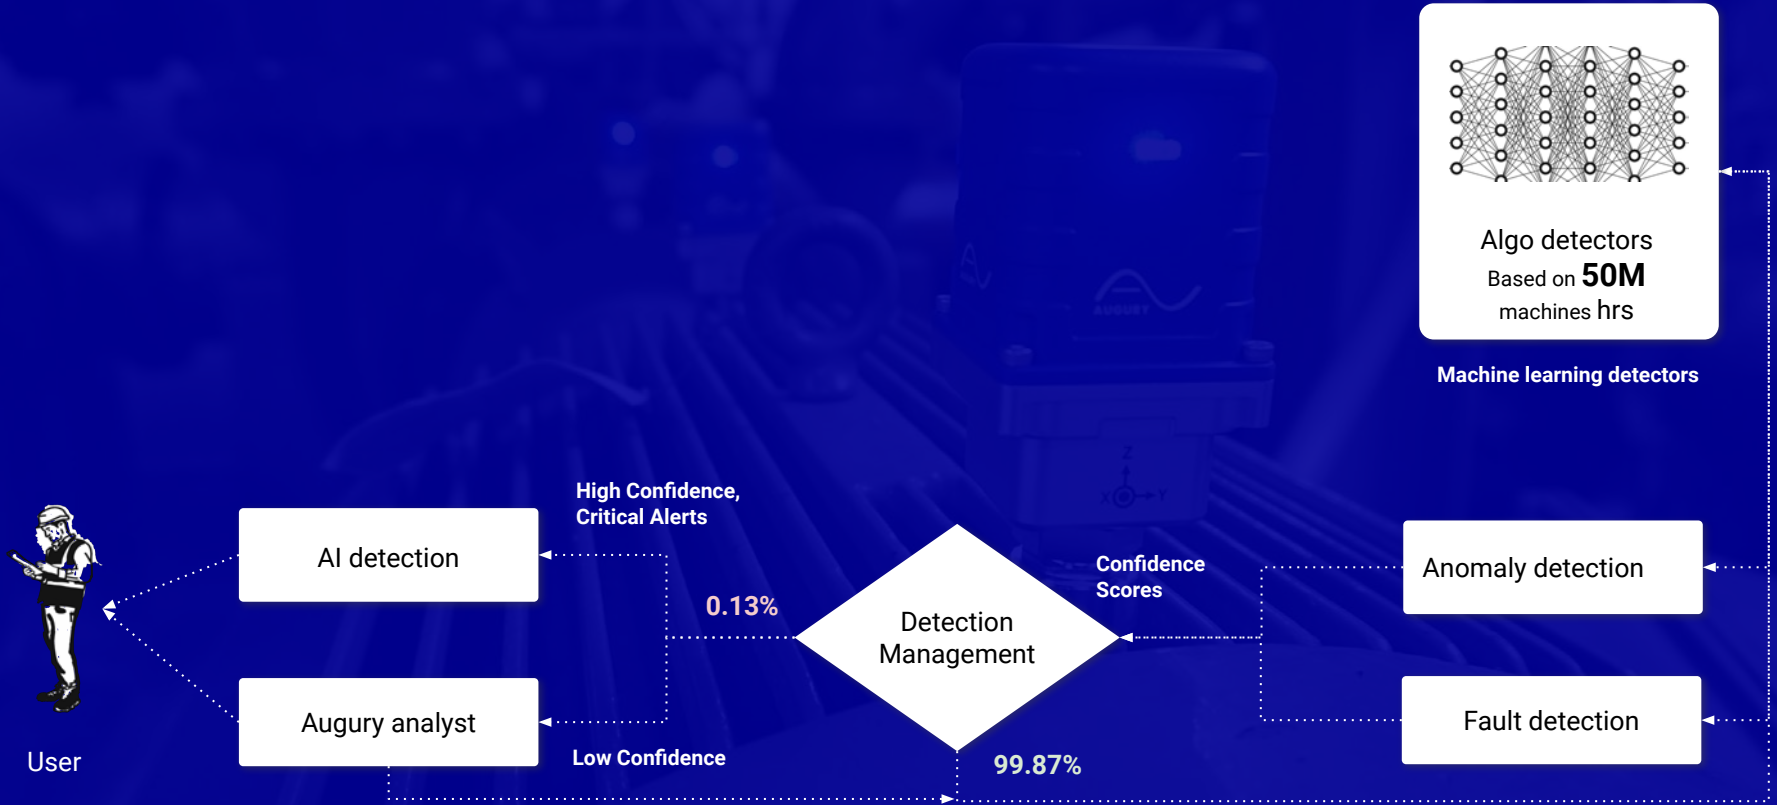 Algo detectors
Based on 50M
machines hrs
Machine learning detectors
AUGURY
Z
X
Y
High Confidence,
Critical Alerts
AI detection
0.13%
Detection
Management
Confidence
Scores
Anomaly detection
Augury analyst
Low Confidence
99.87%
Fault detection
User